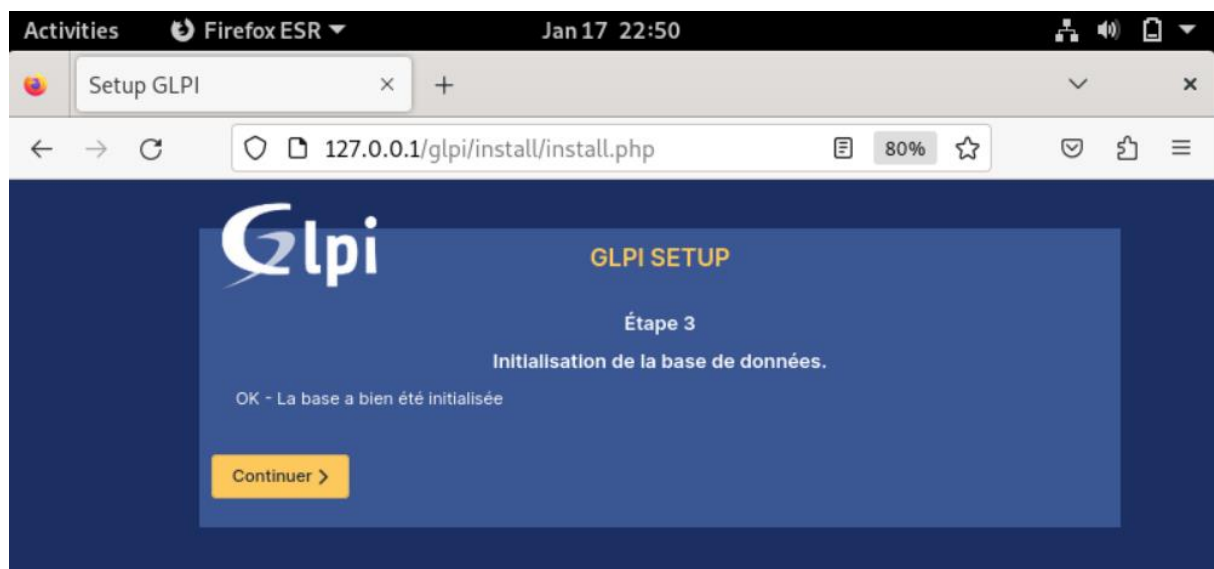 Activities Firefox ESR Jan 17 22:50
Setup GLPI
127.0.0.1/glpi/install/install.php 80%
Glpi
GLPI SETUP
Étape 3
Initialisation de la base de données.
OK - La base a bien été initialisée
Continuer